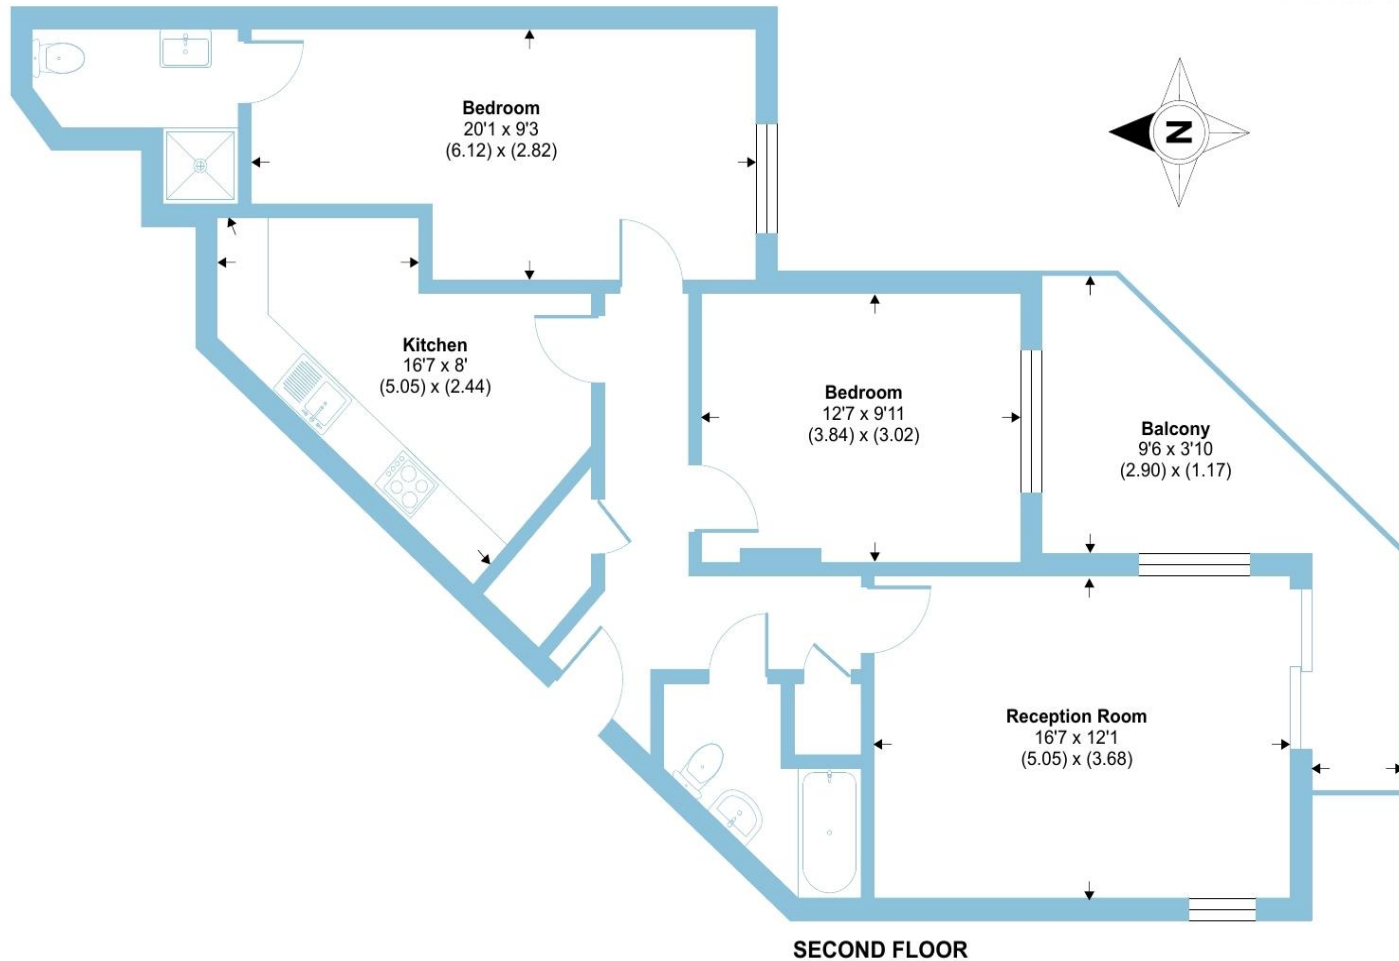 Bedroom
20'1 x 9'3
(6.12) x (2.82)
N
Kitchen
16'7 x 8'
(5.05) x (2.44)
Bedroom
12'7 x 9'11
(3.84) x (3.02)
Balcony
9'6 x 3'10
(2.90) x (1.17)
Reception Room
16'7 x 12'1
(5.05) x (3.68)
SECOND FLOOR